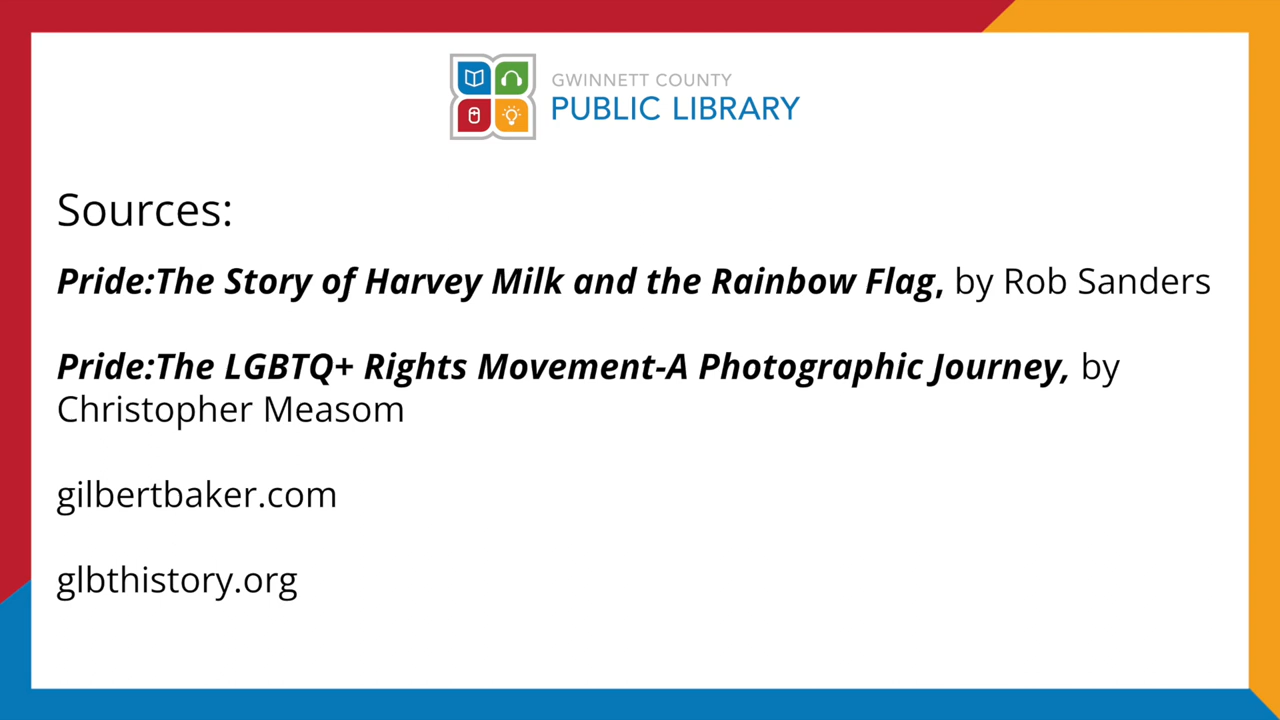 GWINNETT COUNTY
PUBLIC LIBRARY
Sources:
Pride:The Story of Harvey Milk and the Rainbow Flag, by Rob Sanders
Pride:The LGBTQ+ Rights Movement-A Photographic Journey, by
Christopher Measom
gilbertbaker.com
glbthistory.org